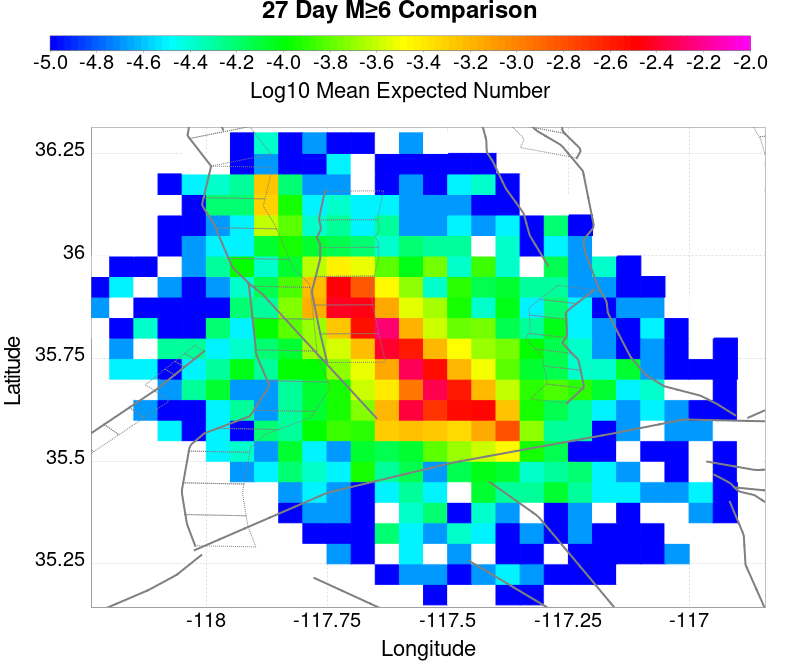 27 Day M≥6 Comparison
-5.0 -4.8 -4.6 -4.4 -4.2 -4.0 -3.8 -3.6 -3.4 -3.2 -3.0 -2.8 -2.6 -2.4 -2.2 -2.0
Log10 Mean Expected Number
36.25
36
35.75
35.5
35.25
Latitude
-118 -117.75 -117.5 -117.25 -117
Longitude